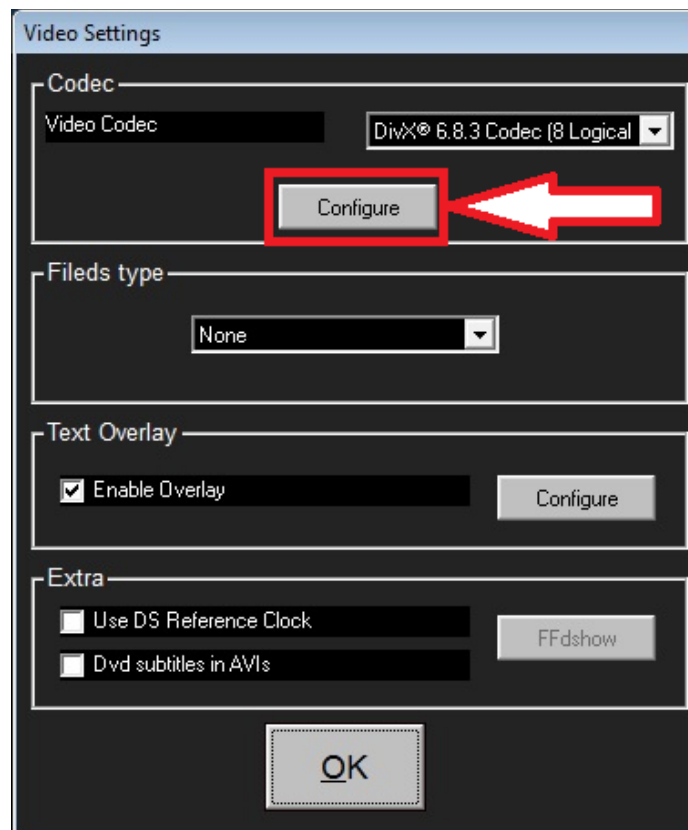 Video Settings
Codec
Video Codec
DivX® 6.8.3 Codec (8 Logical
Configure
Fileds type
None
Text Overlay
Enable Overlay
Configure
Extra
Use DS Reference Clock
FFdshow
Dvd subtitles in AVIs
OK